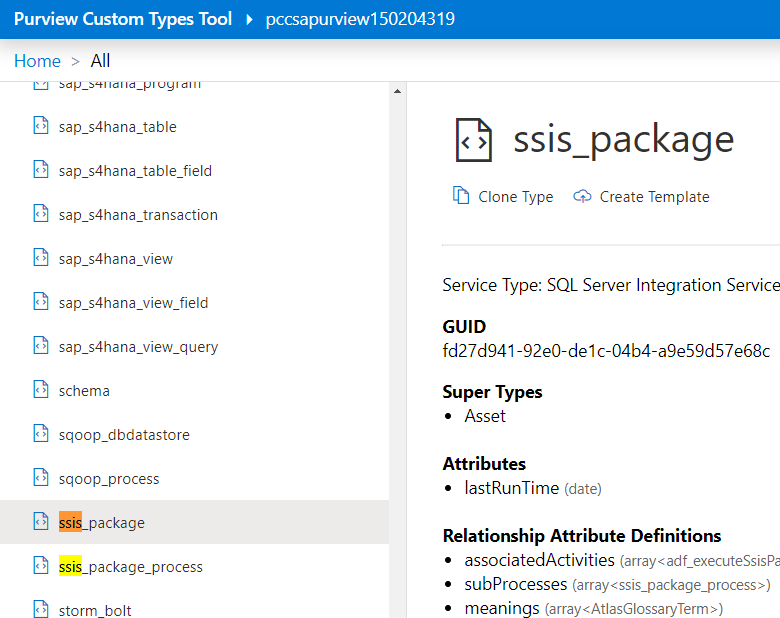 Purview Custom Types Tool pccsapurview150204319
Home > All
sap_s4hana_program
sap_s4hana_table
sap_s4hana_table_field
sap_s4hana_transaction
sap_s4hana_view
sap_s4hana_view_field
sap_s4hana_view_query
schema
sqoop_dbdatastore
sqoop_process
ssis_package
ssis_package_process
storm_bolt
ssis_package
Clone Type Create Template
Service Type: SQL Server Integration Service
GUID
fd27d941-92e0-de1c-04b4-a9e59d57e68c
Super Types
• Asset
Attributes
• lastRunTime (date)
Relationship Attribute Definitions
• associatedActivities (array<adf_executeSsisPa
• subProcesses (array<ssis_package_process>)
• meanings (array<AtlasGlossaryTerm>)